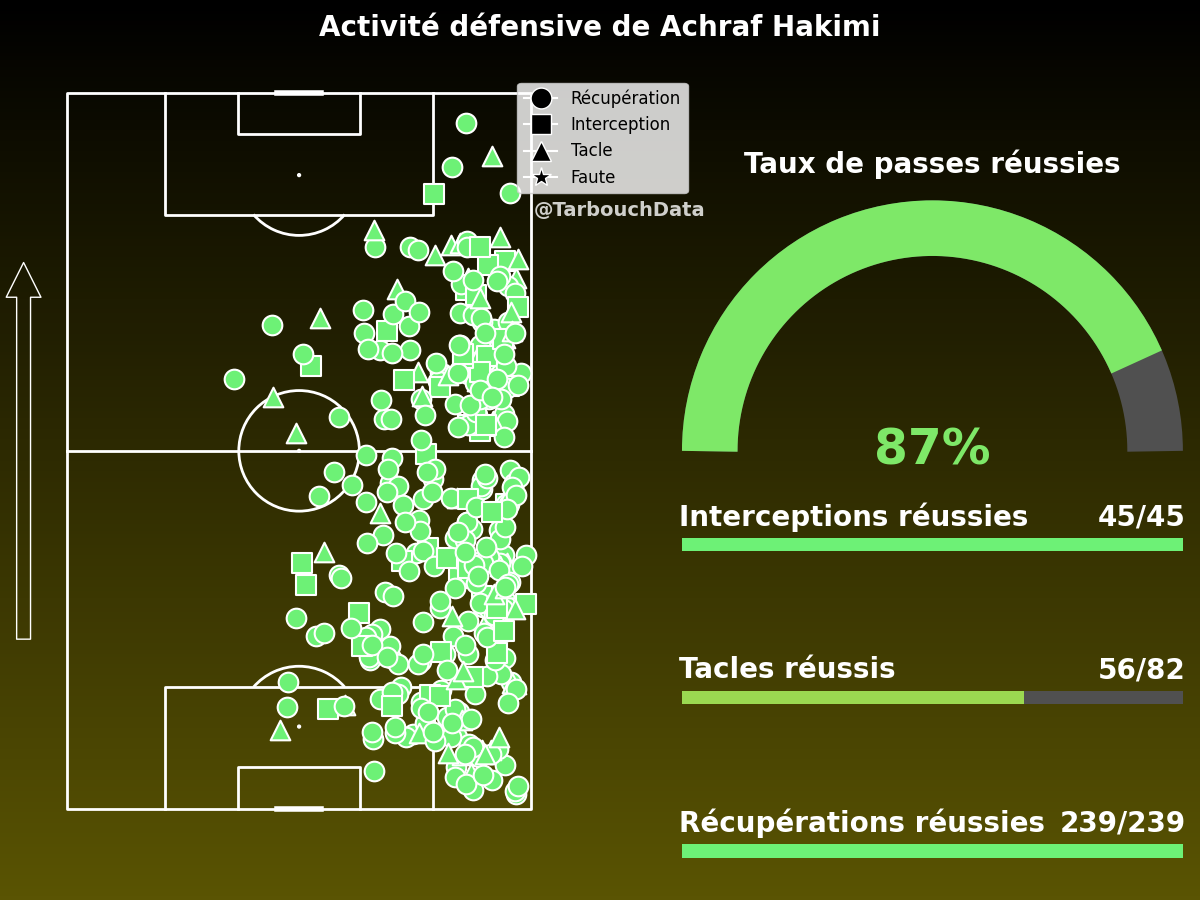 Activité défensive de Achraf Hakimi
Récupération
Interception
Tacle
Faute
@TarbouchData
Taux de passes réussies
87%
Interceptions réussies 45/45
Tacles réussis 56/82
Récupérations réussies 239/239